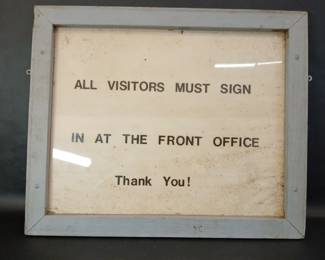 ALL VISITORS MUST SIGN
IN AT THE FRONT OFFICE
Thank You!